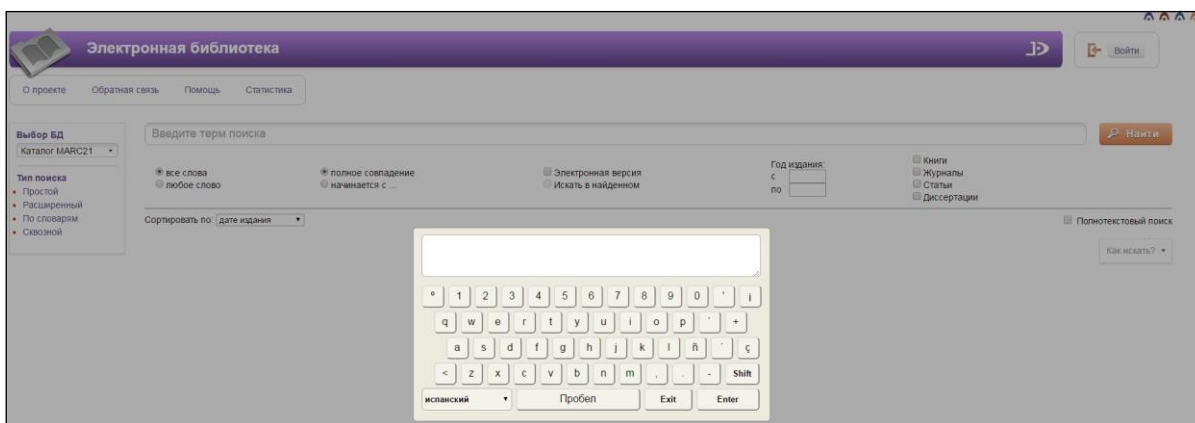 Электронная библиотека
Войти
О проекте Обратная связь Помощь Статистика
Выбор БД
Каталог MARC21
Тип поиска
Простой
Расширенный
По словарям
Сквозной
Введите терм поиска
Найти
все слова
любое слово
полное совпадение
начинается с ...
Электронная версия
Искать в найденном
Год издания:
с
по
Книги
Журналы
Статьи
Диссертации
Сортировать по: дате издания
Полнотекстовый поиск
Как искать?
º 1 2 3 4 5 6 7 8 9 0 ' ¡
q w e r t y u i o p ` +
a s d f g h j k l ñ ´ ç
< z x c v b n m , . - Shift
испанский Пробел Exit Enter